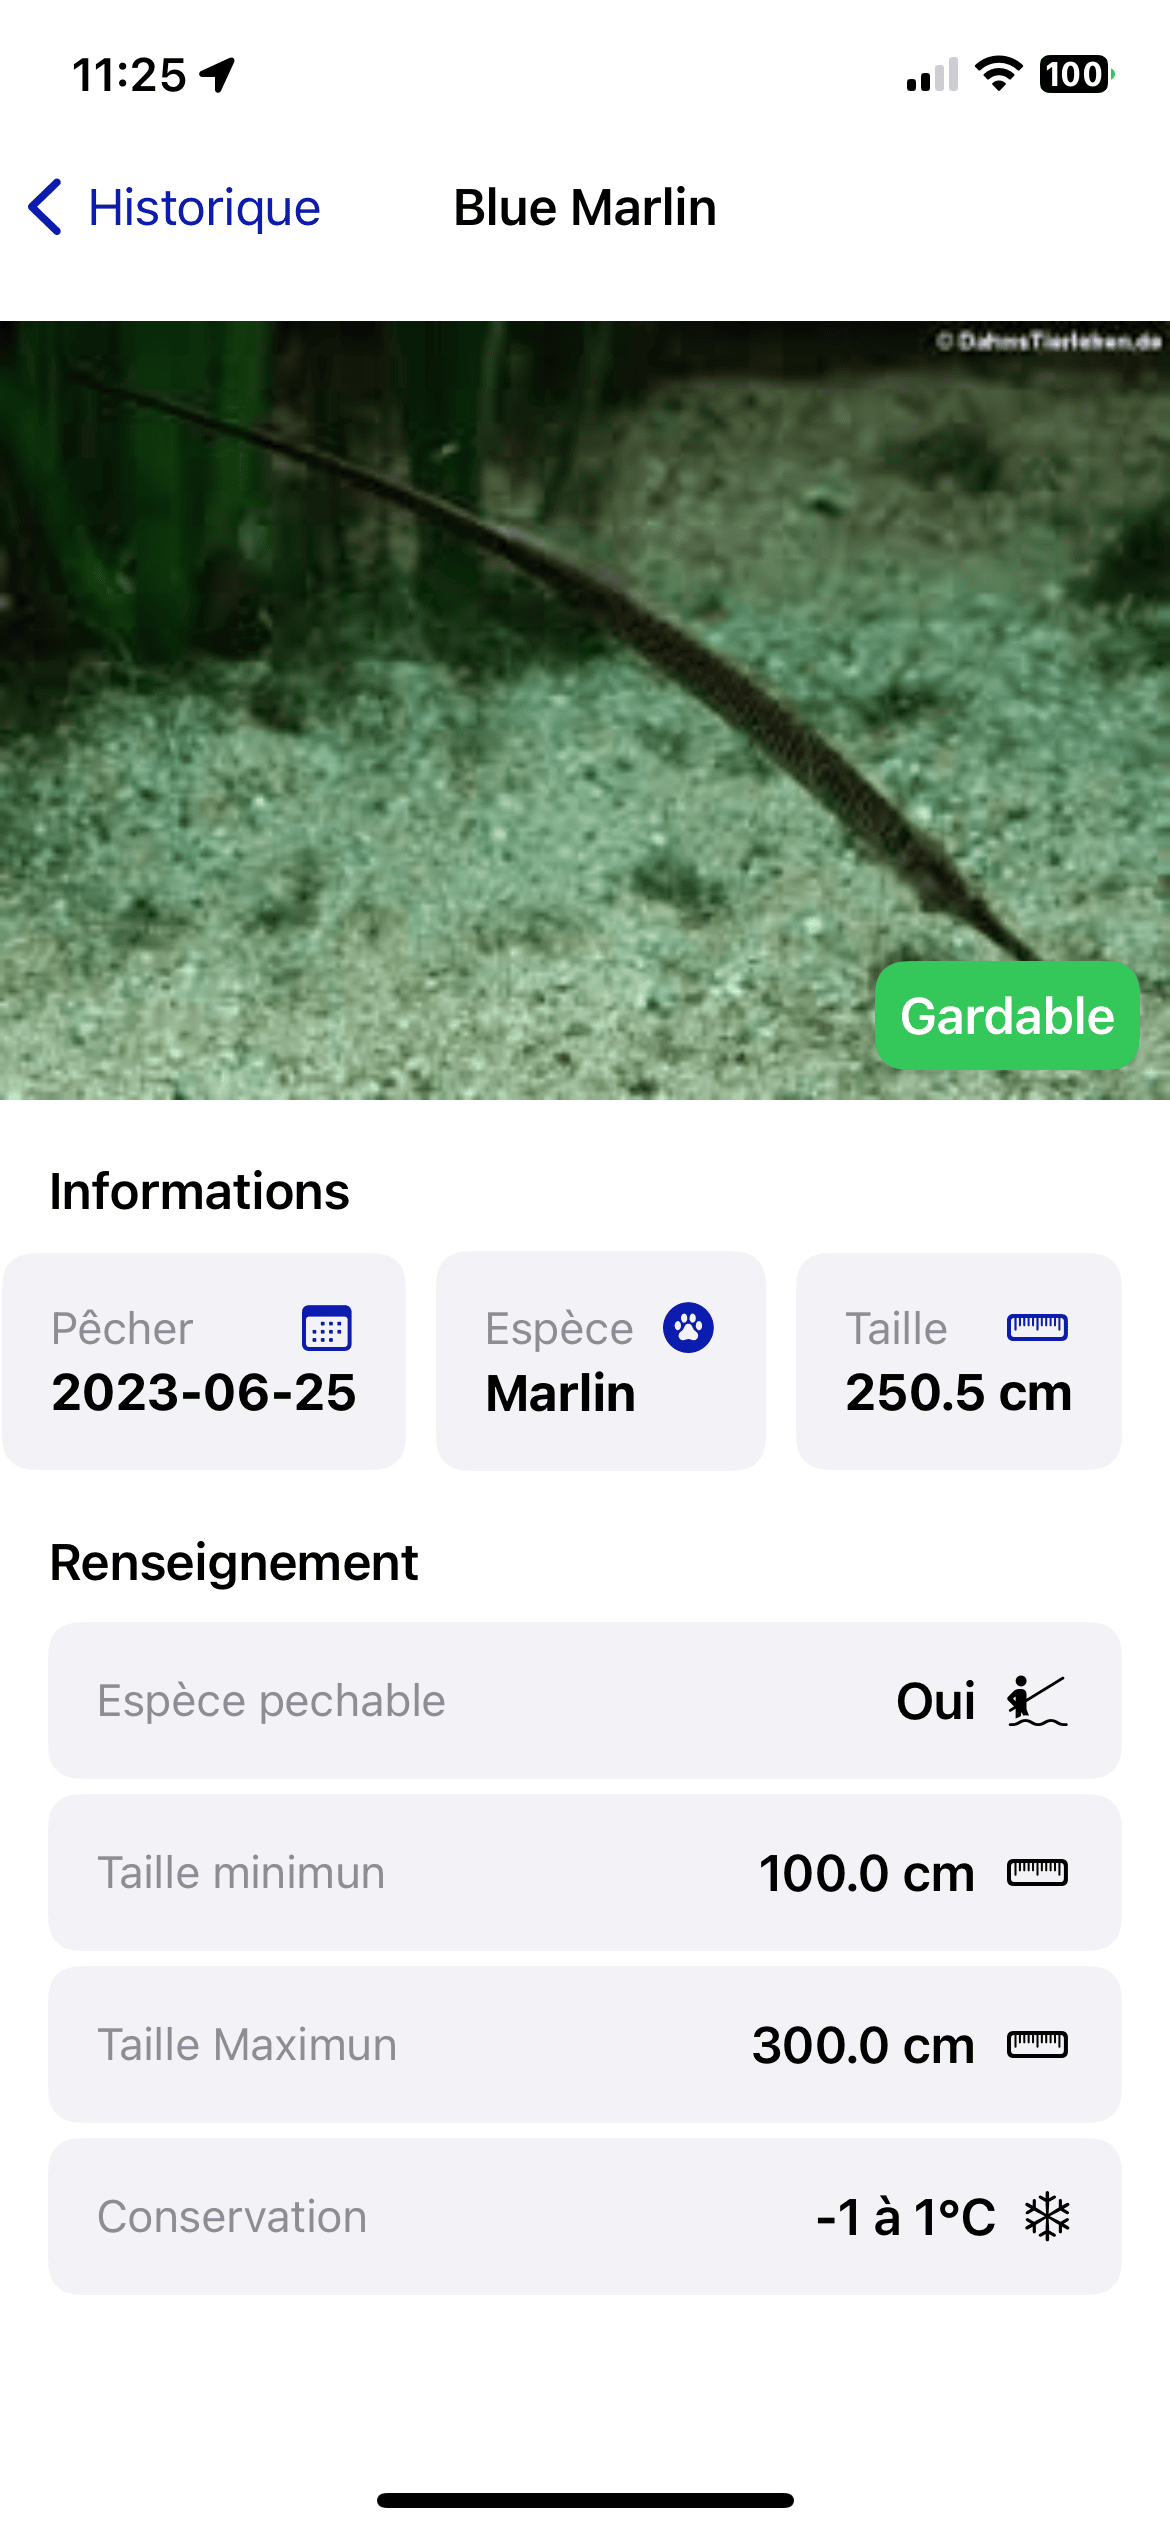 11:25
100
Historique
Blue Marlin
© DahmsTierleben.de
Gardable
Informations
Pêcher
2023-06-25
Espèce
Marlin
Taille
250.5 cm
Renseignement
Espèce pechable
Oui
Taille minimun
100.0 cm
Taille Maximun
300.0 cm
Conservation
-1 à 1°C